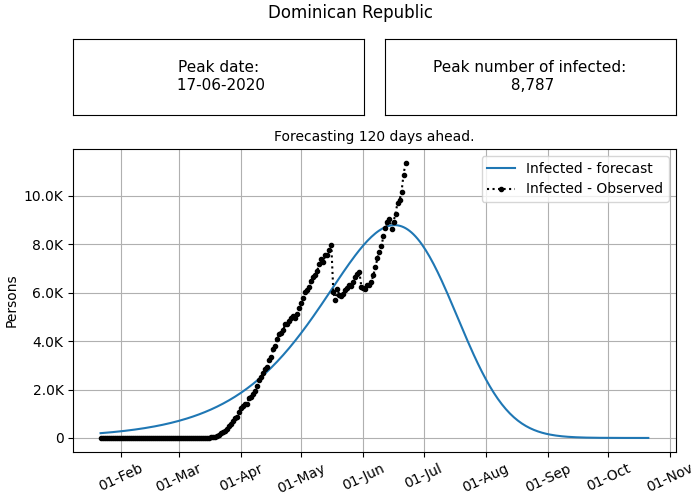 Dominican Republic
Peak date:
17-06-2020
Peak number of infected:
8,787
Forecasting 120 days ahead.
Infected - forecast
Infected - Observed
Persons
10.0K
8.0K
6.0K
4.0K
2.0K
0
01-Feb
01-Mar
01-Apr
01-May
01-Jun
01-Jul
01-Aug
01-Sep
01-Oct
01-Nov